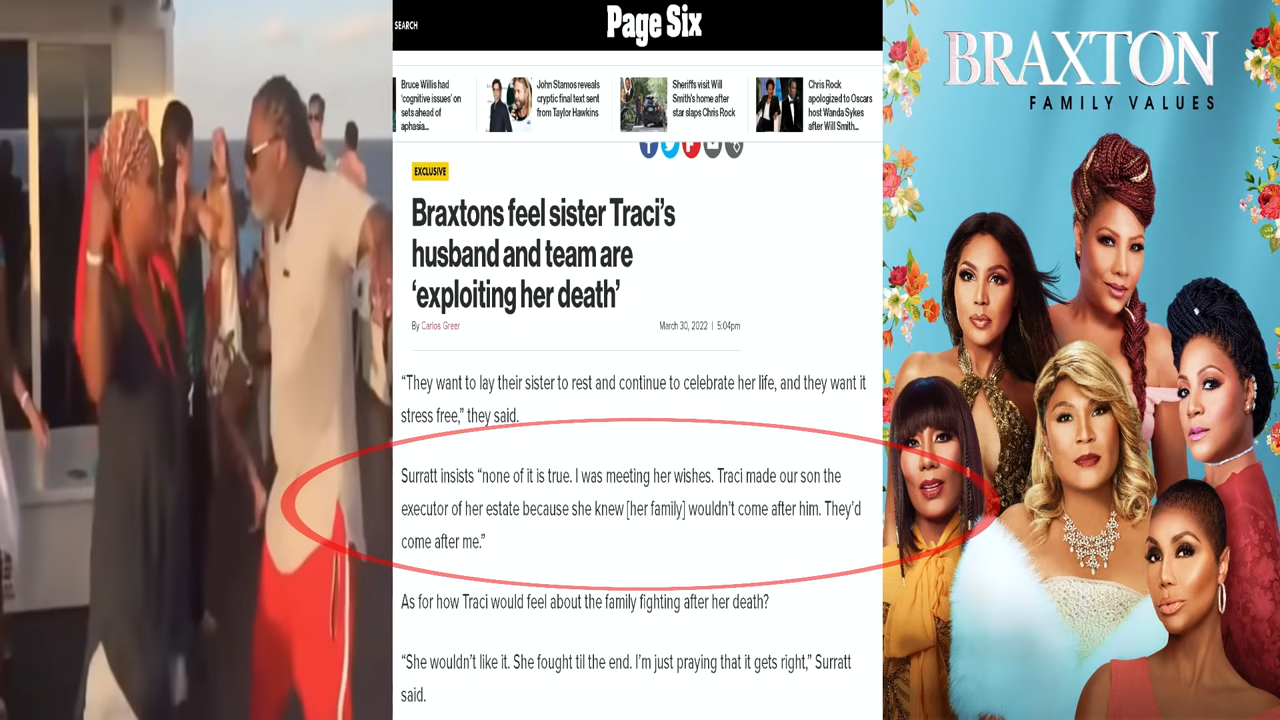 SEARCH
Page Six
Bruce Willis had
'cognitive issues' on
sets ahead of
aphasia...
John Stamos reveals
cryptic final text sent
from Taylor Hawkins
Sheriffs visit Will
Smith's home after
star slaps Chris Rock
Chris Rock
apologized to Oscars
host Wanda Sykes
after Will Smith...
EXCLUSIVE
Braxtons feel sister Traci's
husband and team are
'exploiting her death'
By Carlos Greer
March 30, 2022 | 5:04pm
"They want to lay their sister to rest and continue to celebrate her life, and they want it
stress free," they said.
Surratt insists "none of it is true. I was meeting her wishes. Traci made our son the
executor of her estate because she knew [her family] wouldn't come after him. They'd
come after me."
As for how Traci would feel about the family fighting after her death?
"She wouldn't like it. She fought til the end. I'm just praying that it gets right," Surratt
said.
BRAXTON
FAMILY VALUES